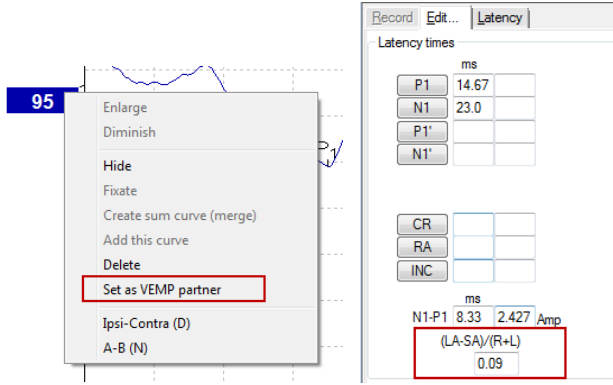 95
Enlarge
Diminish
Hide
Fixate
Create sum curve (merge)
Add this curve
Delete
Set as VEMP partner
Ipsi-Contra (D)
A-B (N)
Record Edit... Latency
Latency times
ms
P1 14.67
N1 23.0
P1'
N1'
CR
RA
INC
ms
N1-P1 8.33 2.427 Amp
(LA-SA)/(R+L)
0.09